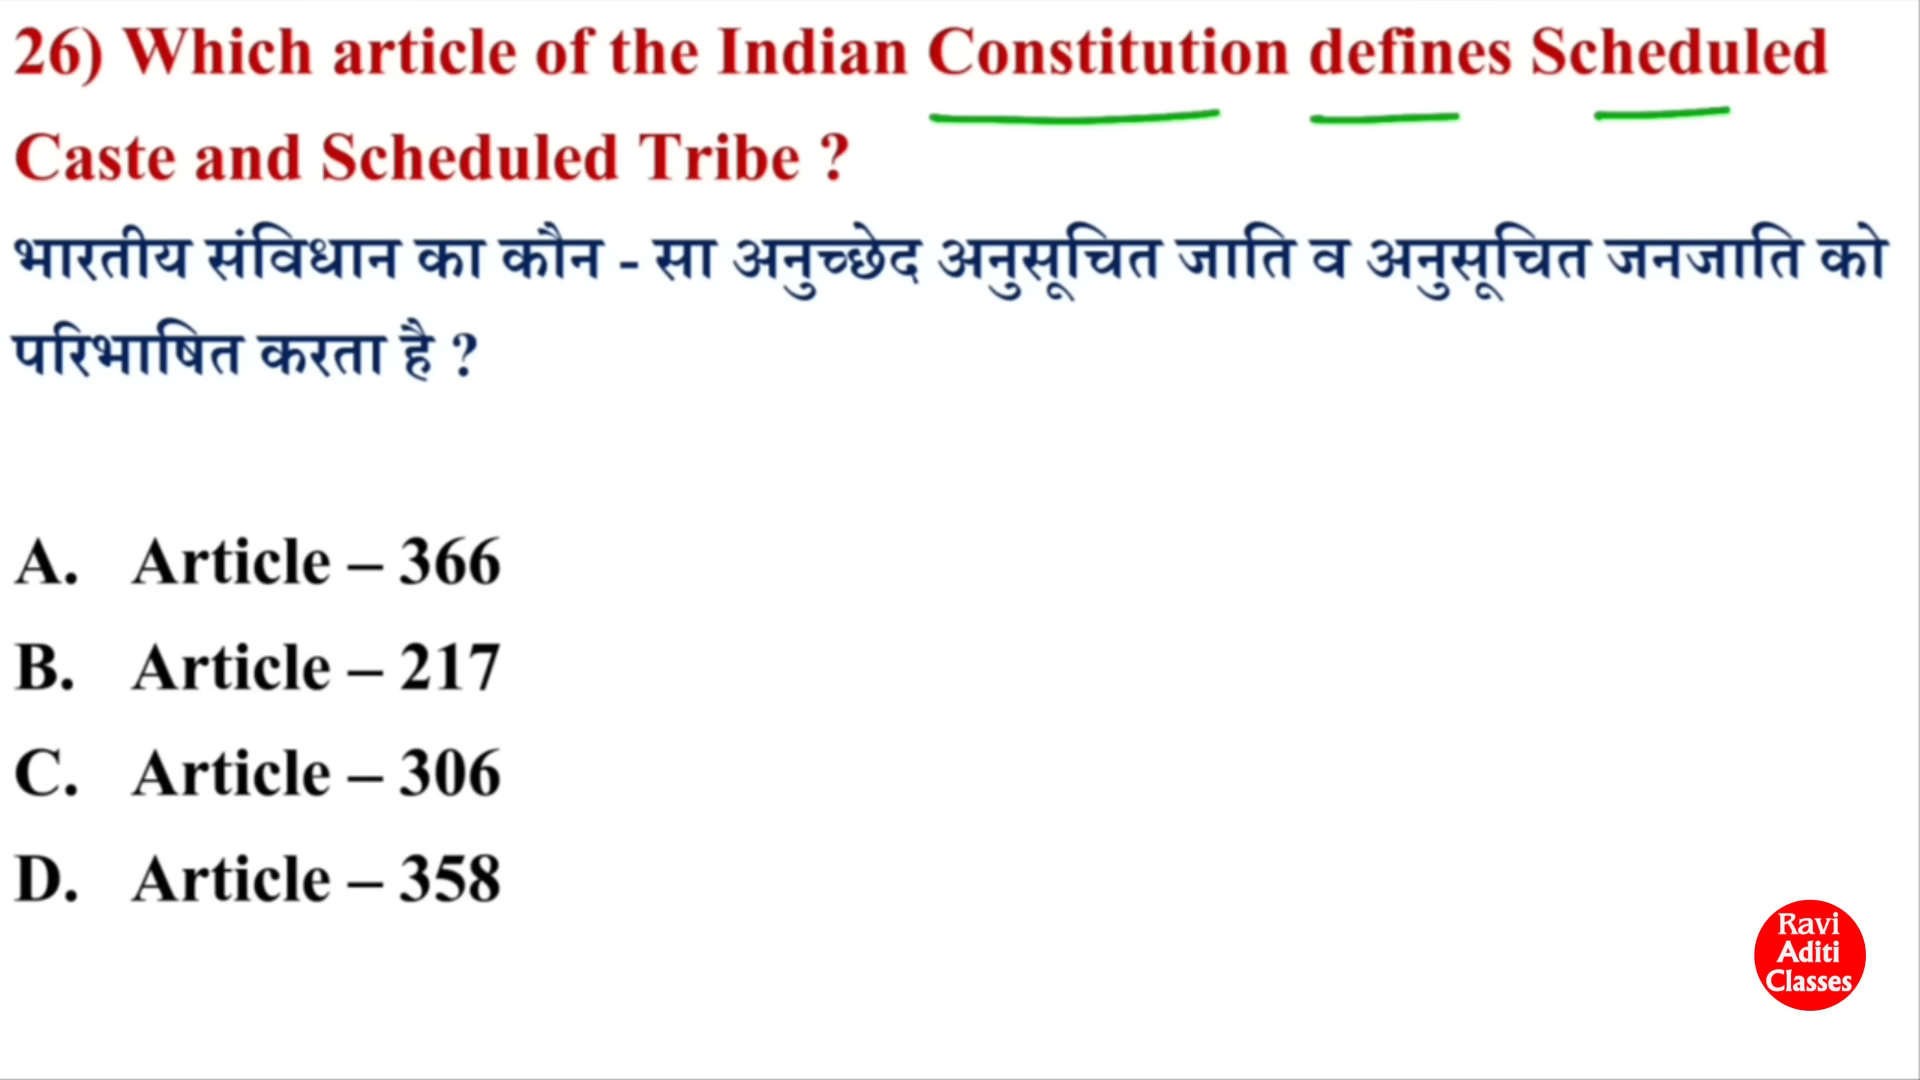 26) Which article of the Indian Constitution defines Scheduled
Caste and Scheduled Tribe ?
भारतीय संविधान का कौन - सा अनुच्छेद अनुसूचित जाति व अनुसूचित जनजाति को
परिभाषित करता है ?
A. Article – 366
B. Article – 217
C. Article – 306
D. Article – 358
Ravi
Aditi
Classes